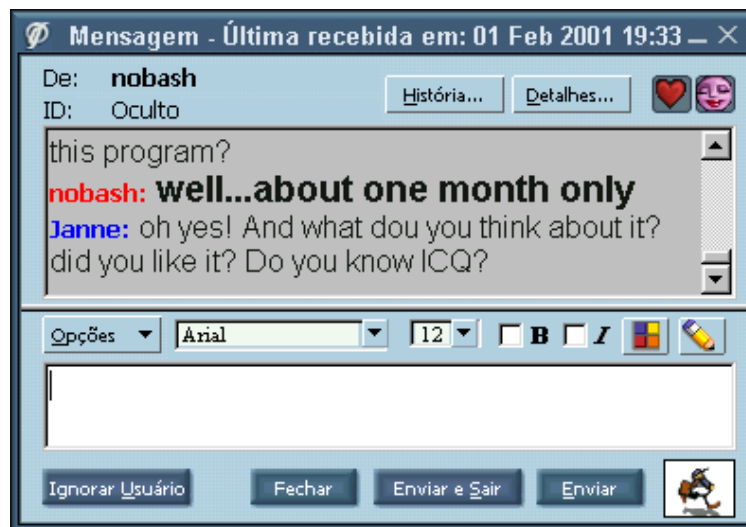 Mensagem - Última recebida em: 01 Feb 2001 19:33
De: nobash
História...
Detalhes...
ID: Oculto
this program?
nobash: well...about one month only
Janne: oh yes! And what dou you think about it?
did you like it? Do you know ICQ?
Opções
Arial
12
B
I
Ignorar Usuário
Fechar
Enviar e Sair
Enviar